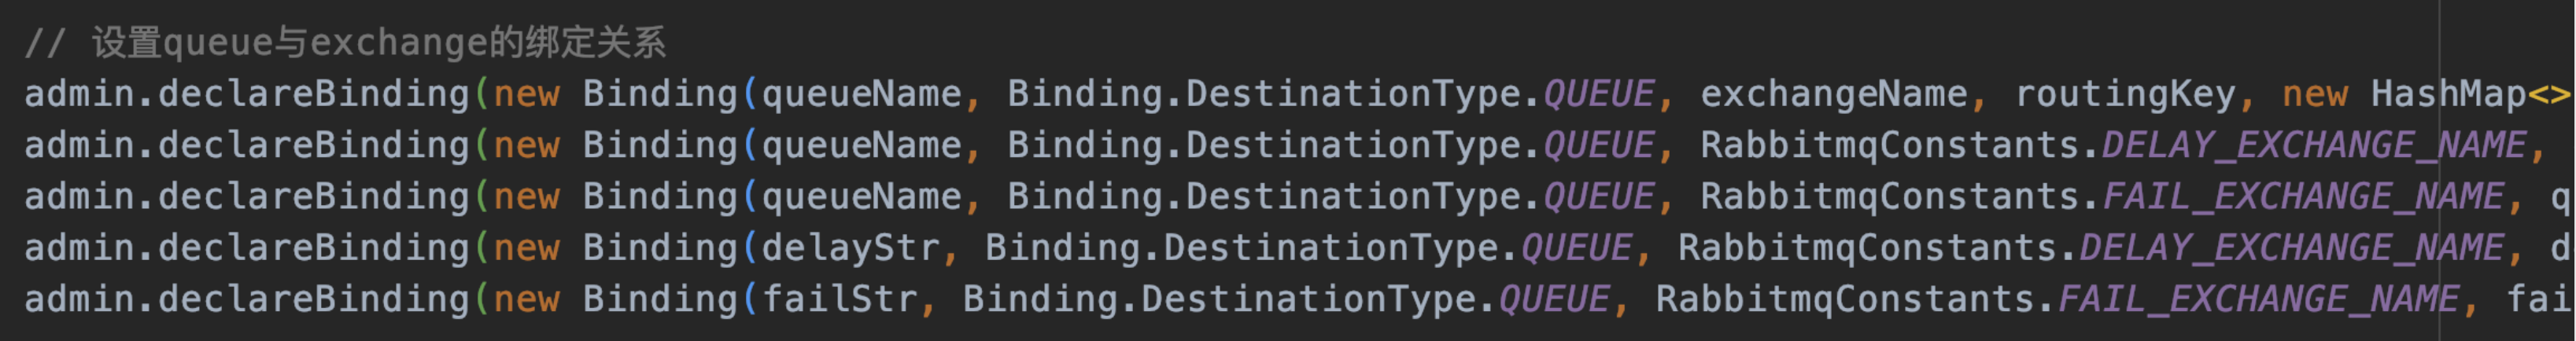 // 设置queue与exchange的绑定关系
admin.declareBinding(new Binding(queueName, Binding.DestinationType.QUEUE, exchangeName, routingKey, new HashMap<>
admin.declareBinding(new Binding(queueName, Binding.DestinationType.QUEUE, RabbitmqConstants.DELAY_EXCHANGE_NAME,
admin.declareBinding(new Binding(queueName, Binding.DestinationType.QUEUE, RabbitmqConstants.FAIL_EXCHANGE_NAME, q
admin.declareBinding(new Binding(delayStr, Binding.DestinationType.QUEUE, RabbitmqConstants.DELAY_EXCHANGE_NAME, d
admin.declareBinding(new Binding(failStr, Binding.DestinationType.QUEUE, RabbitmqConstants.FAIL_EXCHANGE_NAME, fai